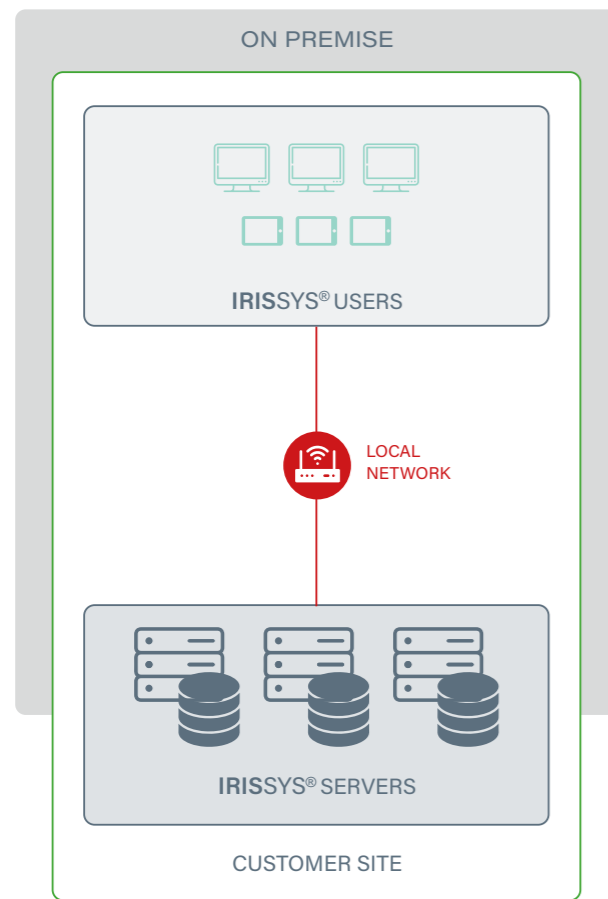 ON PREMISE
IRISSYS® USERS
LOCAL
NETWORK
IRISSYS® SERVERS
CUSTOMER SITE